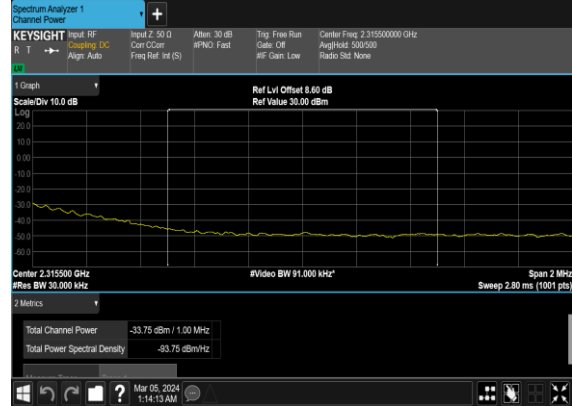 Spectrum Analyzer 1
Channel Power
+
KEYSIGHT Input: RF Input Z: 50 Ω Atten: 30 dB Trig: Free Run Center Freq: 2.315500000 GHz
R T Coupling: DC Corr CCorr #PNO: Fast Gate: Off Avg|Hold: 500/500
Align: Auto Freq Ref: Int (S) #IF Gain: Low Radio Std: None
1 Graph
Ref Lvl Offset 8.60 dB
Scale/Div 10.0 dB Ref Value 30.00 dBm
Log
20.0
10.0
0.00
-10.0
-20.0
-30.0
-40.0
-50.0
-60.0
Center 2.315500 GHz #Video BW 91.000 kHz* Span 2 MHz
#Res BW 30.000 kHz Sweep 2.80 ms (1001 pts)
2 Metrics
Total Channel Power -33.75 dBm / 1.00 MHz
Total Power Spectral Density -93.75 dBm/Hz
?
Mar 05, 2024
1:14:13 AM